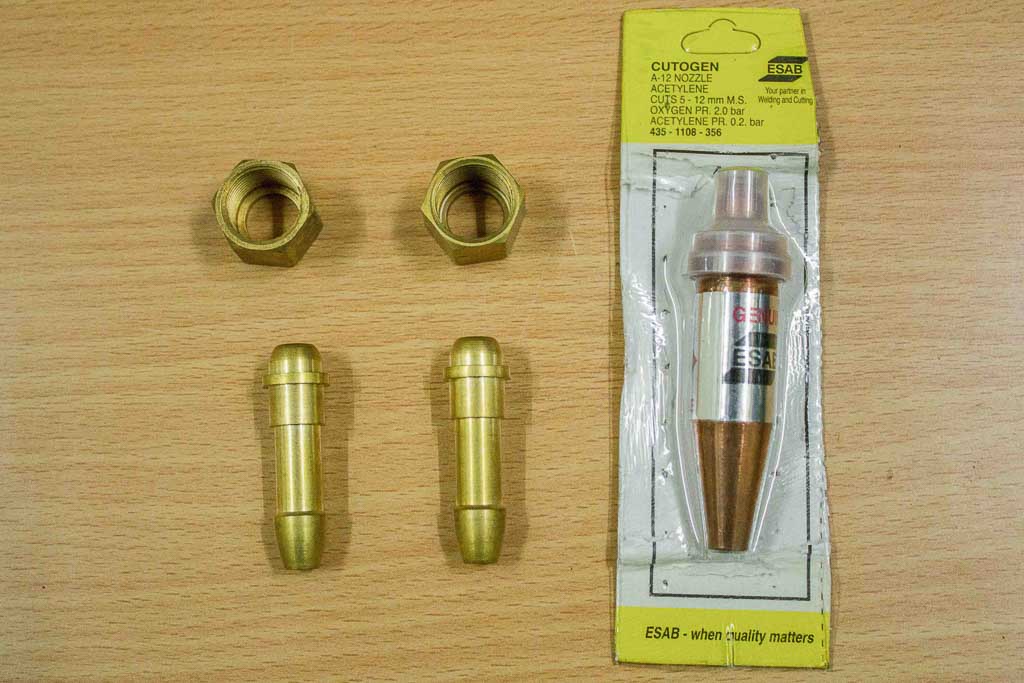 CUTOGEN
A-12 NOZZLE
ACETYLENE
CUTS 5 - 12 mm M.S.
OXYGEN PR. 2.0 bar
ACETYLENE PR. 0.2. bar
435 - 1108 - 356
ESAB
Your partner in
Welding and Cutting
GENU
ESAB
ESAB - when quality matters